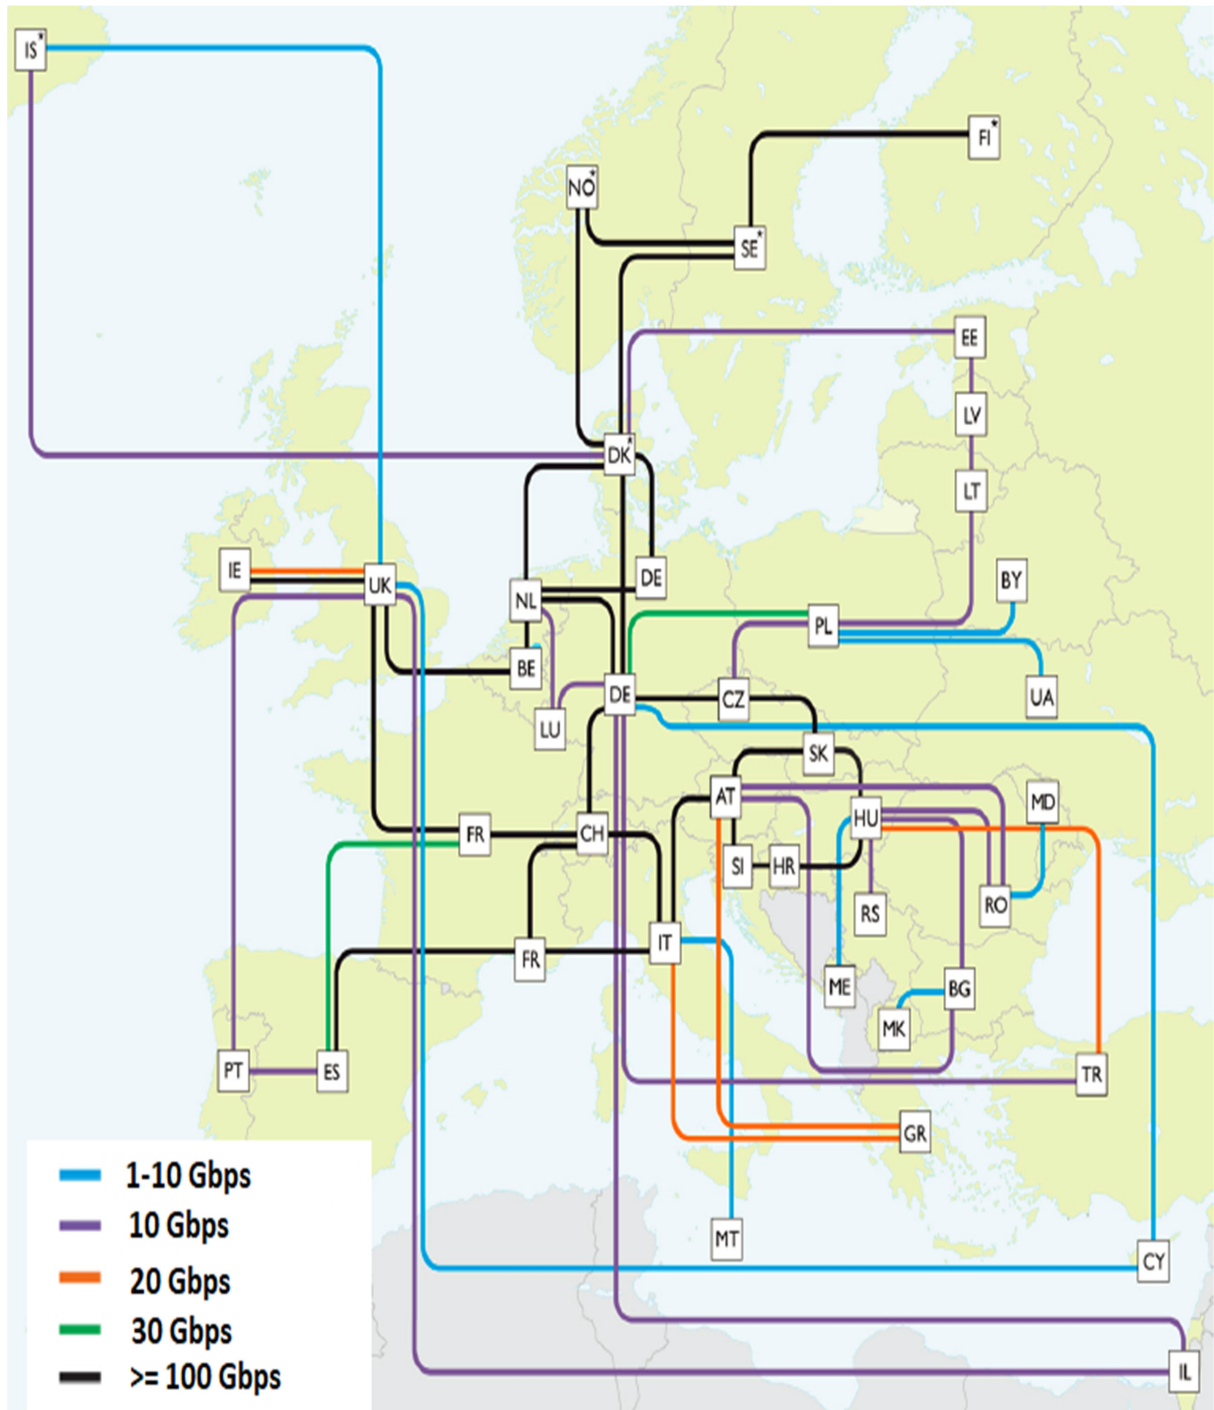 IS*
FI*
NO*
SE*
EE
LV
DK*
LT
IE
UK
NL
DE
BY
PL
BE
DE
CZ
UA
LU
SK
AT
MD
HU
FR
CH
SI
HR
RO
RS
IT
FR
ME
BG
MK
PT
ES
TR
GR
MT
CY
IL
1-10 Gbps
10 Gbps
20 Gbps
30 Gbps
>= 100 Gbps